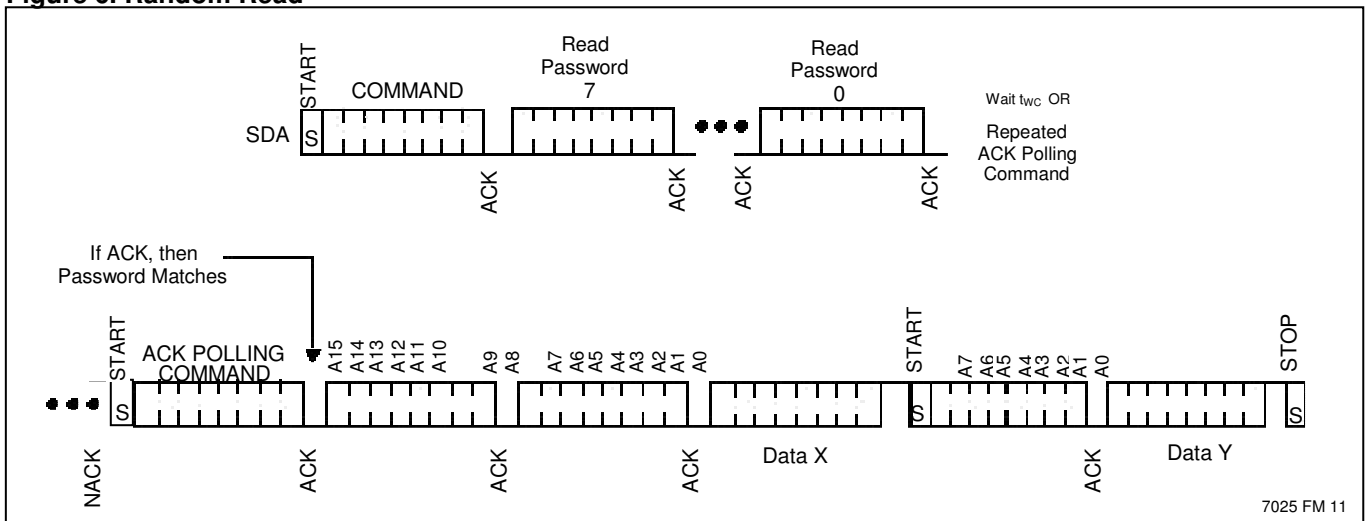 Figure 6. Random Read
START
COMMAND
Read
Password
7
Read
Password
0
Wait tWC OR
Repeated
ACK Polling
Command
SDA
S
ACK
ACK
ACK
ACK
If ACK, then
Password Matches
START
ACK POLLING
COMMAND
A15
A14
A13
A12
A11
A10
A9
A8
A7
A6
A5
A4
A3
A2
A1
A0
START
A7
A6
A5
A4
A3
A2
A1
A0
STOP
S
S
S
NACK
ACK
ACK
ACK
Data X
ACK
Data Y
7025 FM 11